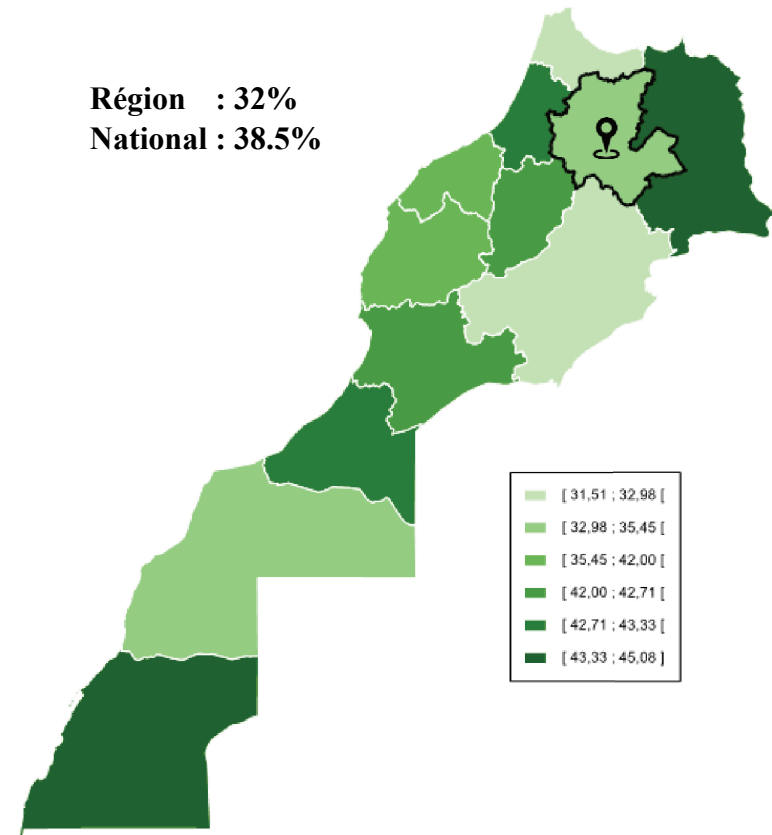 Région : 32%
National : 38.5%
[ 31,51 ; 32,98 [
[ 32,98 ; 35,45 [
[ 35,45 ; 42,00 [
[ 42,00 ; 42,71 [
[ 42,71 ; 43,33 [
[ 43,33 ; 45,08 ]